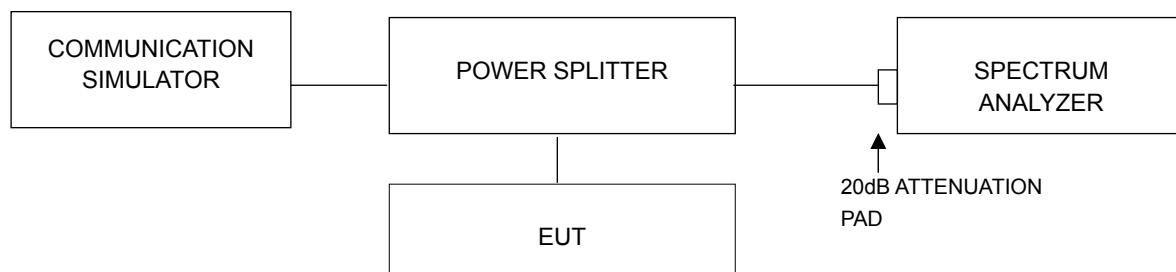 COMMUNICATION
SIMULATOR
POWER SPLITTER
SPECTRUM
ANALYZER
20dB ATTENUATION
PAD
EUT